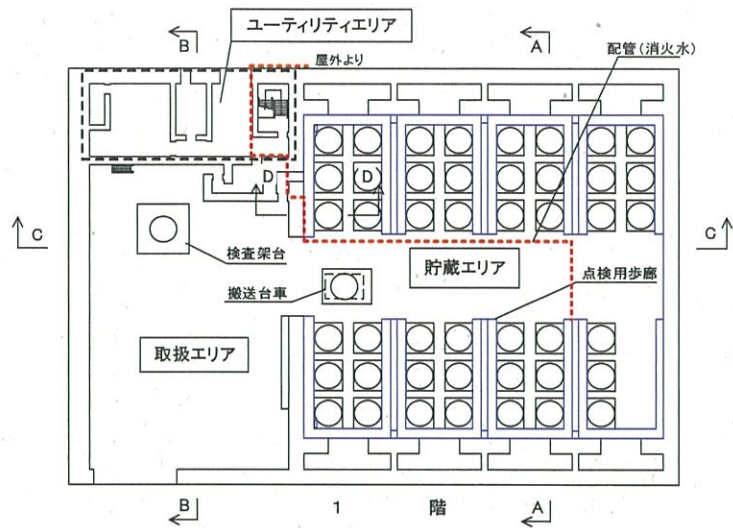 ユーティリティエリア
B
A
配管(消火水)
屋外より
D
(D)
C
C
検査架台
貯蔵エリア
搬送台車
点検用歩廊
取扱エリア
B
1 階
A